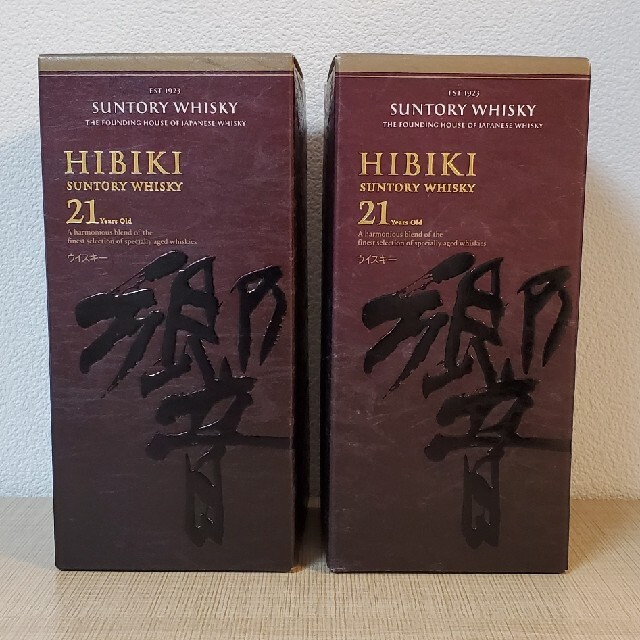 EST 1923
SUNTORY WHISKY
THE FOUNDING HOUSE OF JAPANESE WHISKY
HIBIKI
SUNTORY WHISKY
21 Years Old
A harmonious blend of the
finest selection of specially aged whiskies
ウイスキー
響
EST 1923
SUNTORY WHISKY
THE FOUNDING HOUSE OF JAPANESE WHISKY
HIBIKI
SUNTORY WHISKY
21 Years Old
A harmonious blend of the
finest selection of specially aged whiskies
ウイスキー
響